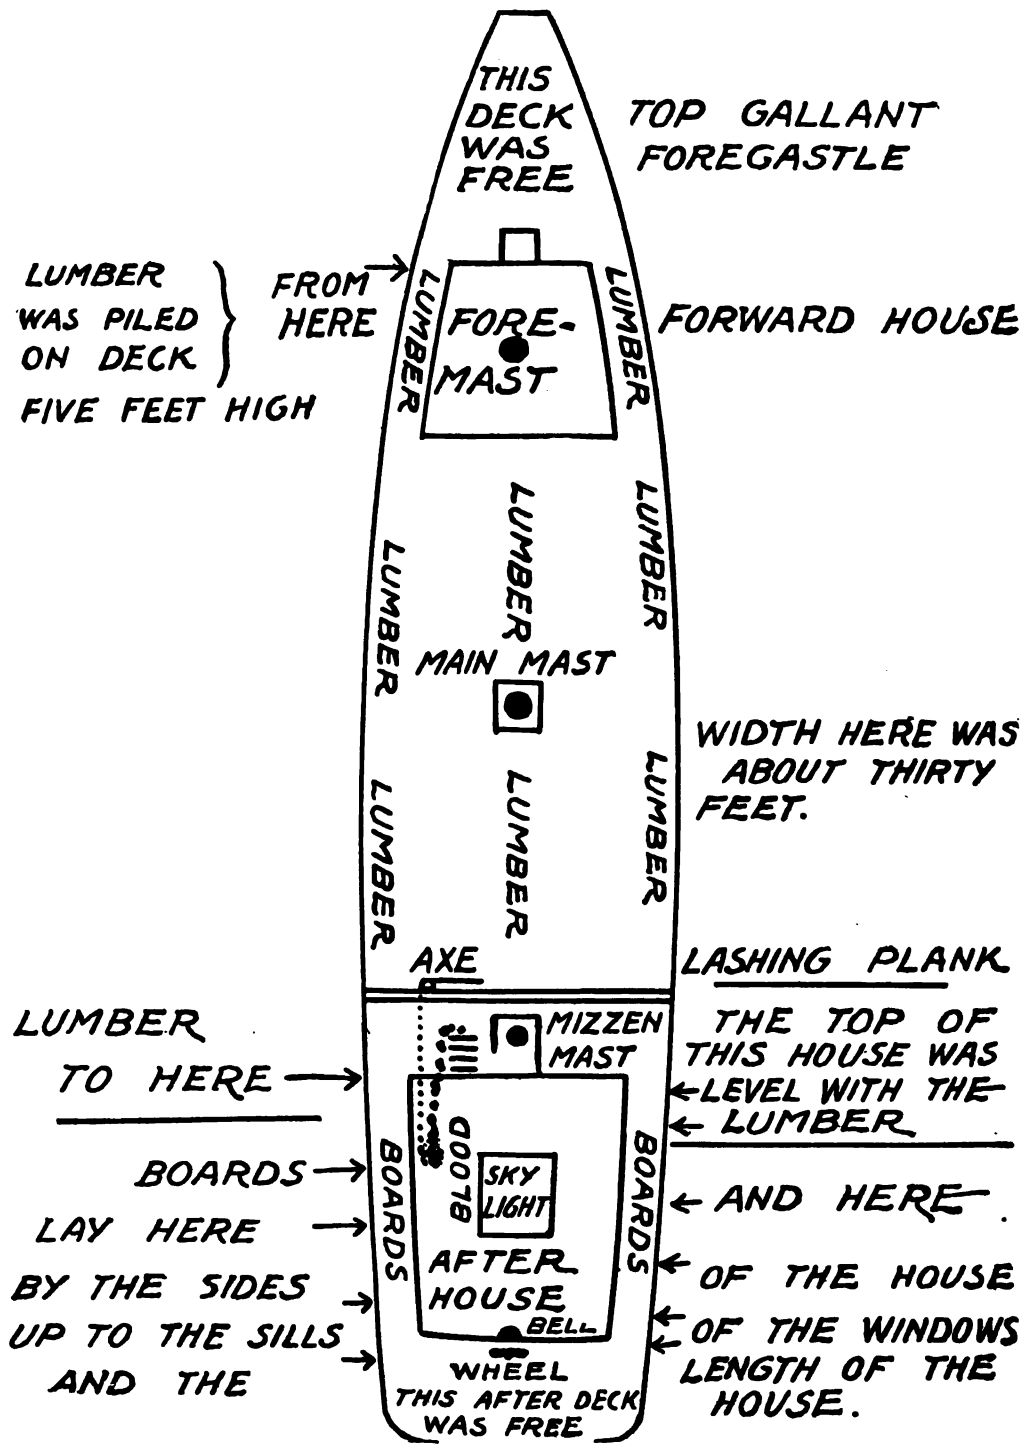 THIS
DECK
WAS
FREE
TOP GALLANT
FOREGASTLE
LUMBER
WAS PILED
ON DECK
FIVE FEET HIGH
FROM
HERE
LUMBER
FORE-
MAST
LUMBER
FORWARD HOUSE
LUMBER
LUMBER
LUMBER
MAIN MAST
WIDTH HERE WAS
ABOUT THIRTY
FEET.
LUMBER
LUMBER
LUMBER
AXE
LASHING PLANK
LUMBER
TO HERE
MIZZEN
MAST
THE TOP OF
THIS HOUSE WAS
LEVEL WITH THE
LUMBER
BOARDS
LAY HERE
BY THE SIDES
UP TO THE SILLS
AND THE
BOARDS
BLOOD
SKY
LIGHT
BOARDS
AFTER
HOUSE
BELL
WHEEL
THIS AFTER DECK
WAS FREE
AND HERE
OF THE HOUSE
OF THE WINDOWS
LENGTH OF THE
HOUSE.